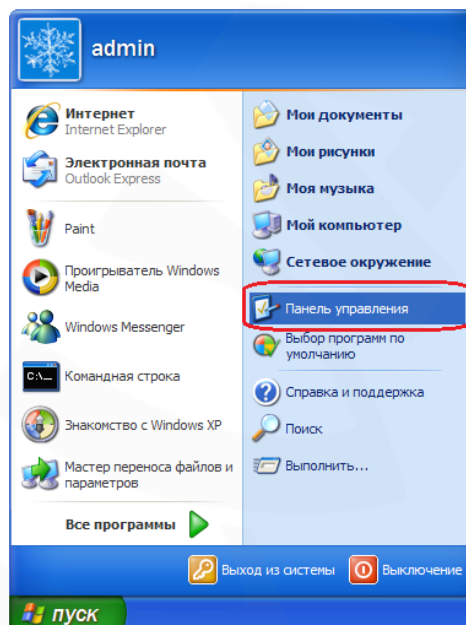 admin
Интернет
Internet Explorer
Электронная почта
Outlook Express
Paint
Проигрыватель Windows
Media
Windows Messenger
C:\_
Командная строка
Знакомство с Windows XP
Мастер переноса файлов и
параметров
Все программы
Мои документы
Мои рисунки
Моя музыка
Мой компьютер
Сетевое окружение
Панель управления
Выбор программ по
умолчанию
Справка и поддержка
Поиск
Выполнить...
Выход из системы
Выключение
пуск